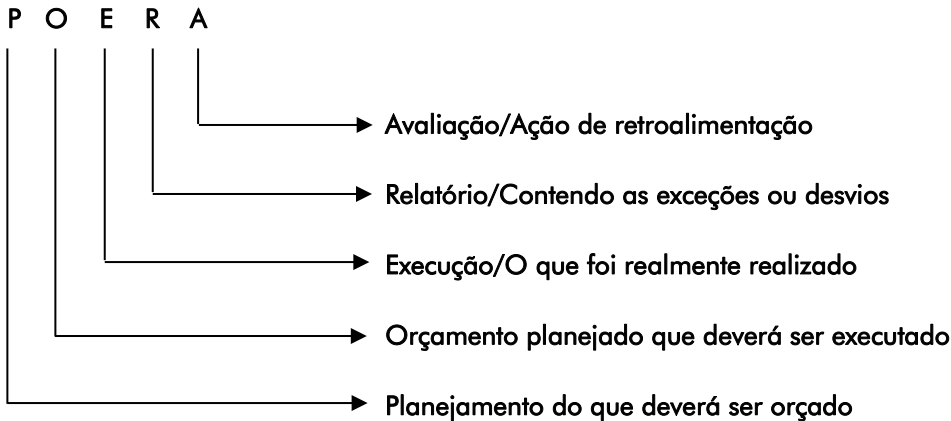 P O E R A
Avaliação/Ação de retroalimentação
Relatório/Contendo as exceções ou desvios
Execução/O que foi realmente realizado
Orçamento planejado que deverá ser executado
Planejamento do que deverá ser orçado